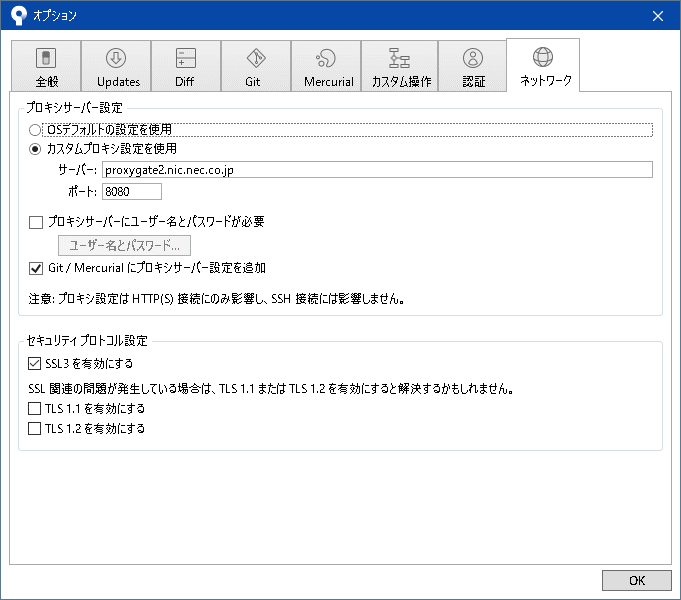 オプション
全般
Updates
Diff
Git
Mercurial
カスタム操作
認証
ネットワーク
プロキシサーバー設定
OSデフォルトの設定を使用
カスタムプロキシ設定を使用
サーバー: proxygate2.nic.nec.co.jp
ポート: 8080
プロキシサーバーにユーザー名とパスワードが必要
ユーザー名とパスワード...
Git / Mercurial にプロキシサーバー設定を追加
注意: プロキシ設定は HTTP(S) 接続にのみ影響し、SSH 接続には影響しません。
セキュリティプロトコル設定
SSL3 を有効にする
SSL 関連の問題が発生している場合は、TLS 1.1 または TLS 1.2 を有効にすると解決するかもしれません。
TLS 1.1 を有効にする
TLS 1.2 を有効にする
OK